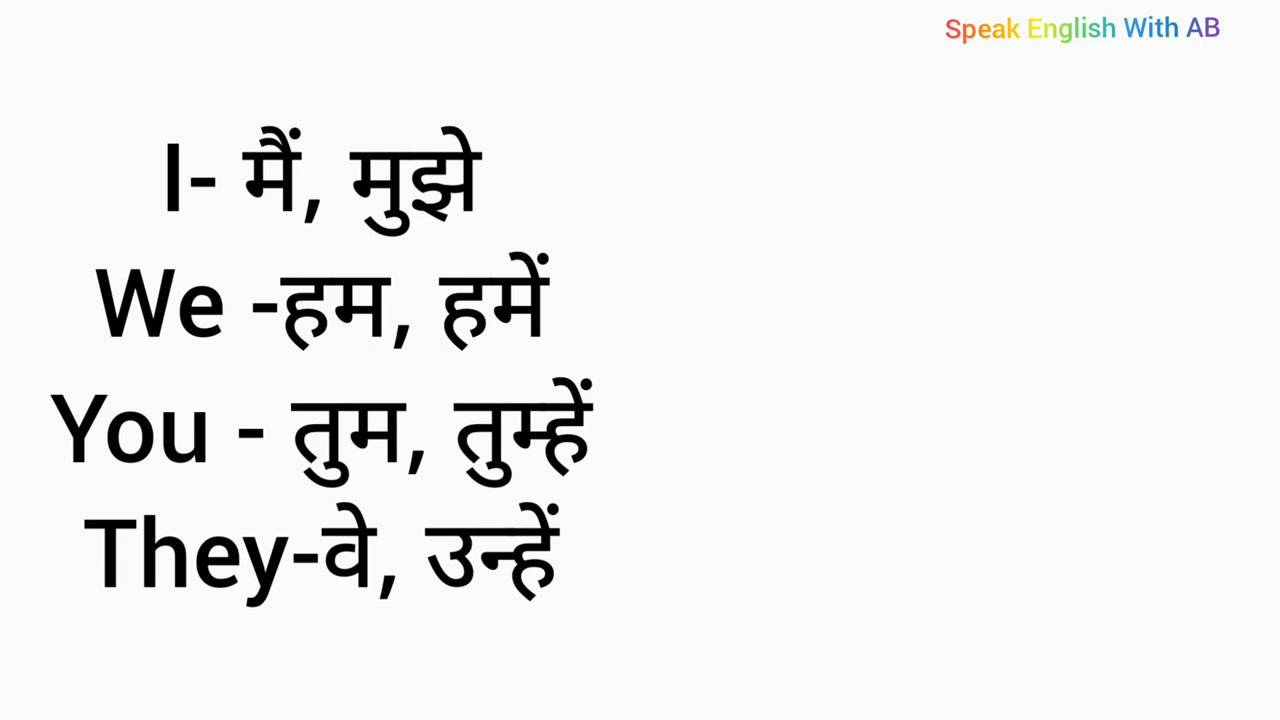 Speak English With AB
I- मैं, मुझे
We -हम, हमें
You - तुम, तुम्हें
They-वे, उन्हें